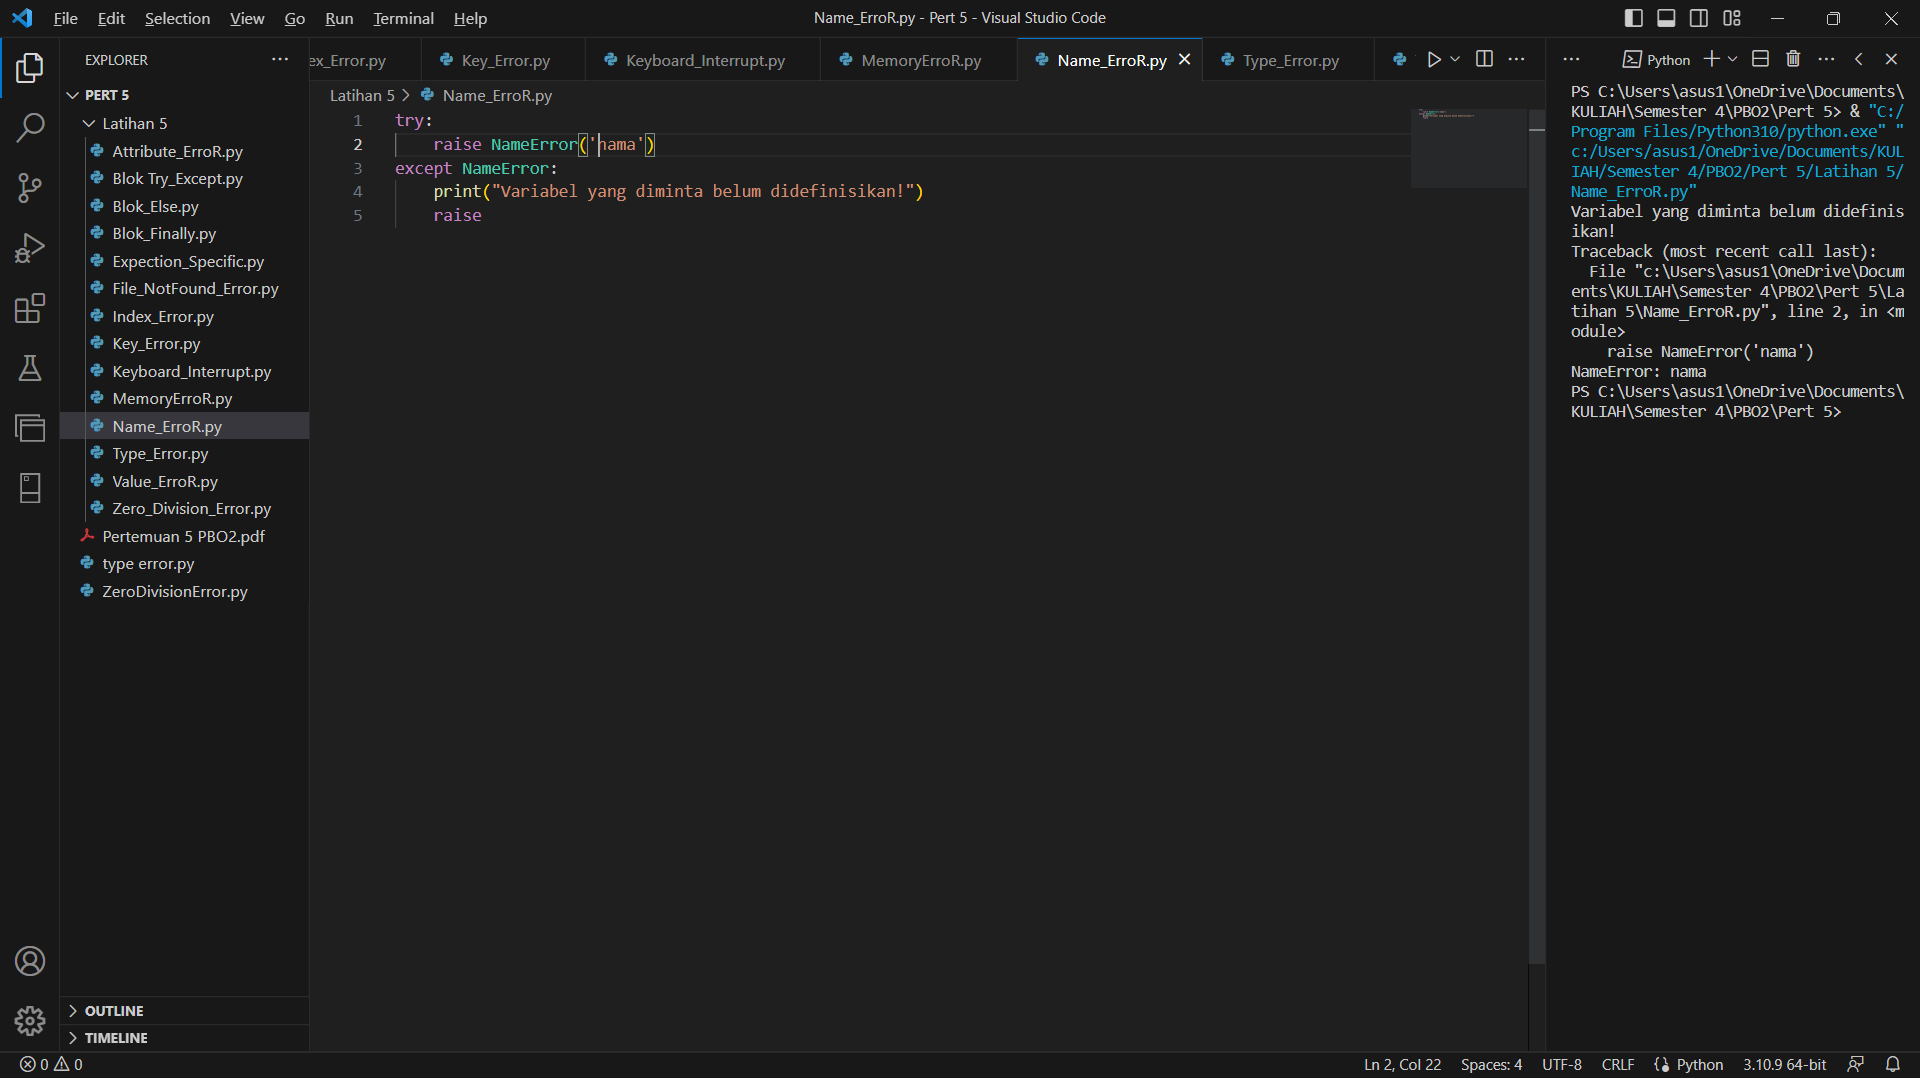 File Edit Selection View Go Run Terminal Help
Name_ErroR.py - Pert 5 - Visual Studio Code
EXPLORER
PERT 5
Latihan 5
Attribute_ErroR.py
Blok Try_Except.py
Blok_Else.py
Blok_Finally.py
Expection_Specific.py
File_NotFound_Error.py
Index_Error.py
Key_Error.py
Keyboard_Interrupt.py
MemoryErroR.py
Name_ErroR.py
Type_Error.py
Value_ErroR.py
Zero_Division_Error.py
Pertemuan 5 PBO2.pdf
type error.py
ZeroDivisionError.py
OUTLINE
TIMELINE
ex_Error.py Key_Error.py Keyboard_Interrupt.py MemoryErroR.py Name_ErroR.py Type_Error.py
Latihan 5 > Name_ErroR.py
1 try:
2 raise NameError('nama')
3 except NameError:
4 print("Variabel yang diminta belum didefinisikan!")
5 raise
Python
PS C:\Users\asus1\OneDrive\Documents\
KULIAH\Semester 4\PBO2\Pert 5> & "C:/
Program Files/Python310/python.exe" "
c:/Users/asus1/OneDrive/Documents/KUL
IAH/Semester 4/PBO2/Pert 5/Latihan 5/
Name_ErroR.py"
Variabel yang diminta belum didefinis
ikan!
Traceback (most recent call last):
File "c:\Users\asus1\OneDrive\Docum
ents\KULIAH\Semester 4\PBO2\Pert 5\La
tihan 5\Name_ErroR.py", line 2, in <m
odule>
raise NameError('nama')
NameError: nama
PS C:\Users\asus1\OneDrive\Documents\
KULIAH\Semester 4\PBO2\Pert 5>
0 0
Ln 2, Col 22 Spaces: 4 UTF-8 CRLF Python 3.10.9 64-bit